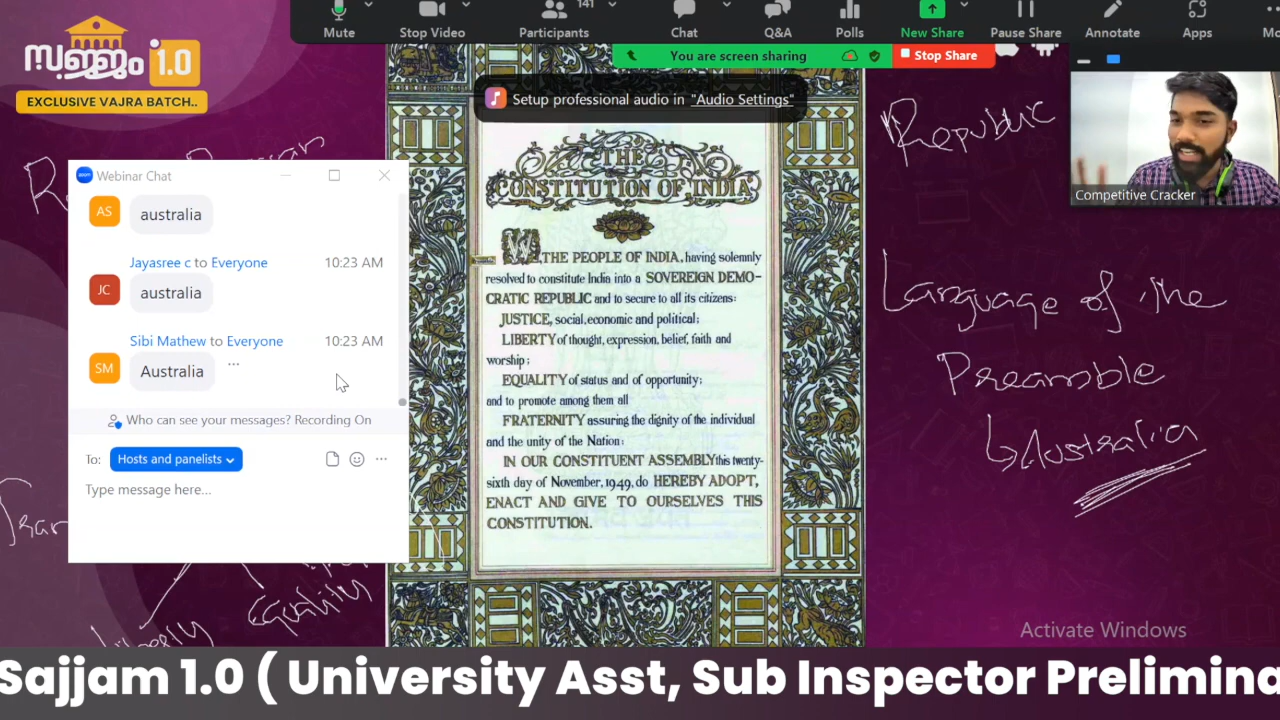 Mute
Stop Video
Participants
141
Chat
Q&A
Polls
New Share
Pause Share
Annotate
Apps
You are screen sharing
Stop Share
സജ്ജം 1.0
EXCLUSIVE VAJRA BATCH..
Setup professional audio in "Audio Settings"
Competitive Cracker
Webinar Chat
AS
australia
Jayasree c to Everyone 10:23 AM
JC
australia
Sibi Mathew to Everyone 10:23 AM
SM
Australia
Who can see your messages? Recording On
To: Hosts and panelists
Type message here...
THE
CONSTITUTION OF INDIA
WE, THE PEOPLE OF INDIA, having solemnly
resolved to constitute India into a SOVEREIGN DEMO-
CRATIC REPUBLIC and to secure to all its citizens:
JUSTICE, social, economic and political;
LIBERTY of thought, expression, belief, faith and
worship;
EQUALITY of status and of opportunity;
and to promote among them all
FRATERNITY assuring the dignity of the individual
and the unity of the Nation;
IN OUR CONSTITUENT ASSEMBLY this twenty-
sixth day of November, 1949, do HEREBY ADOPT,
ENACT AND GIVE TO OURSELVES THIS
CONSTITUTION.
Republic
Language of the
Preamble
Australia
Equality
Activate Windows
Sajjam 1.0 ( University Asst, Sub Inspector Prelimina